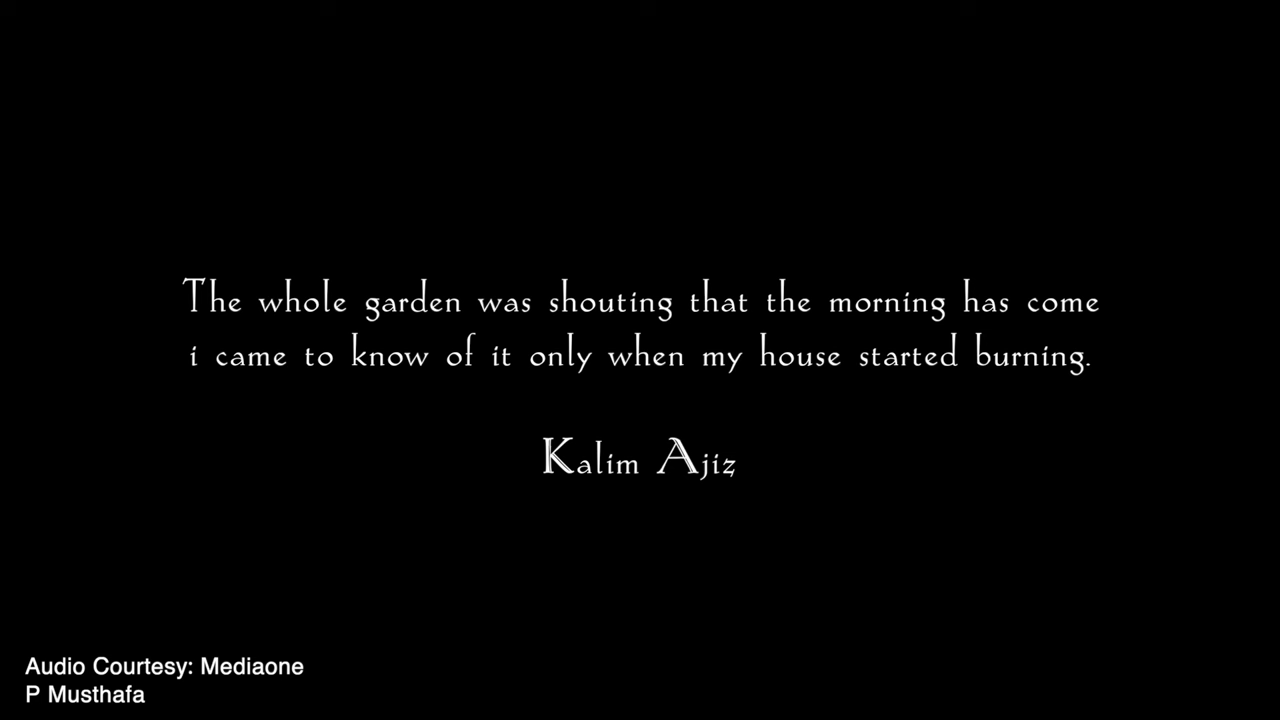 The whole garden was shouting that the morning has come
i came to know of it only when my house started burning.
Kalim Ajiz
Audio Courtesy: Mediaone
P Musthafa